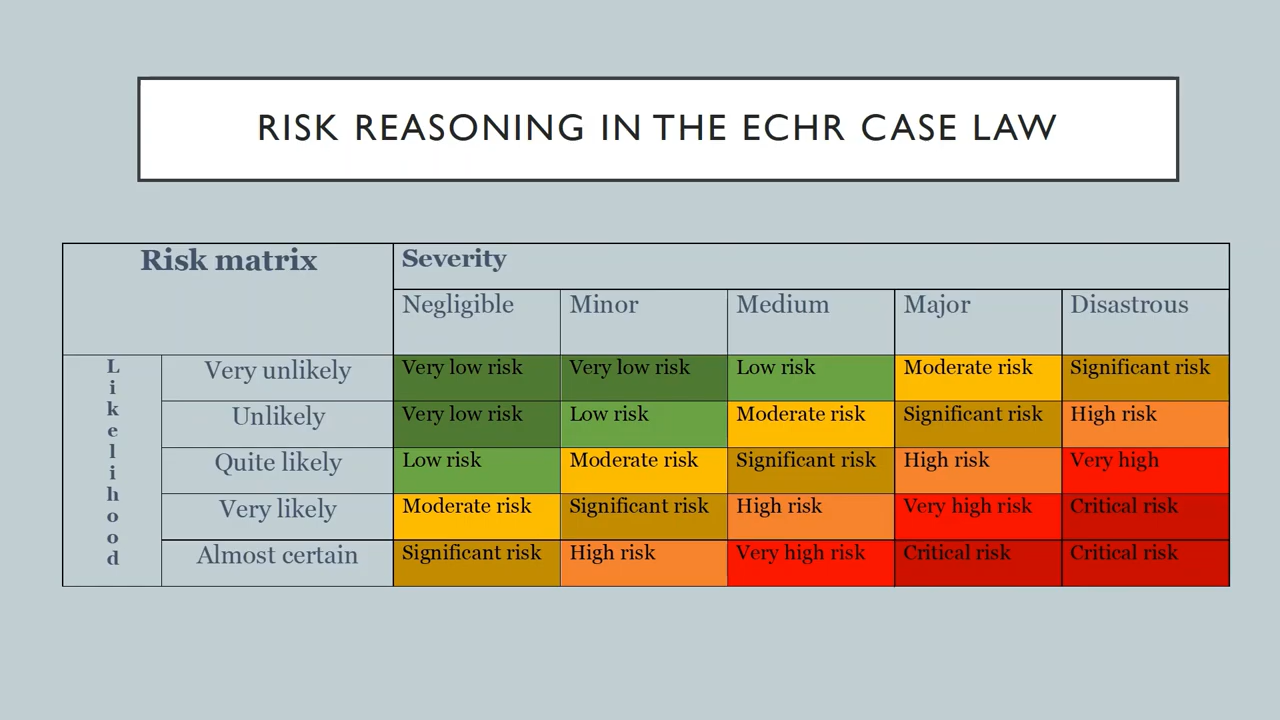 RISK REASONING IN THE ECHR CASE LAW
Risk matrix
Severity
Negligible Minor Medium Major Disastrous
Likelihood
Very unlikely Very low risk Very low risk Low risk Moderate risk Significant risk
Unlikely Very low risk Low risk Moderate risk Significant risk High risk
Quite likely Low risk Moderate risk Significant risk High risk Very high
Very likely Moderate risk Significant risk High risk Very high risk Critical risk
Almost certain Significant risk High risk Very high risk Critical risk Critical risk